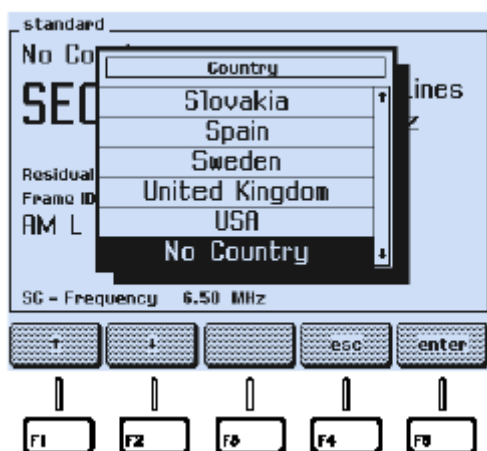 standard
No Co
Country
SEC
Lines
Slovakia
Spain
Sweden
United Kingdom
USA
No Country
Residual
Frame ID
AM L
SC - Frequency 6.50 MHz
↑ ↓ esc enter
F1 F2 F3 F4 F5